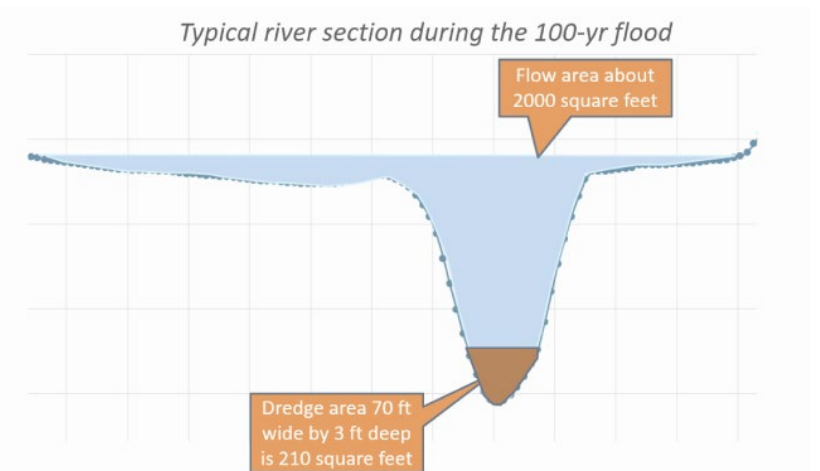 Typical river section during the 100-yr flood
Flow area about
2000 square feet
Dredge area 70 ft
wide by 3 ft deep
is 210 square feet